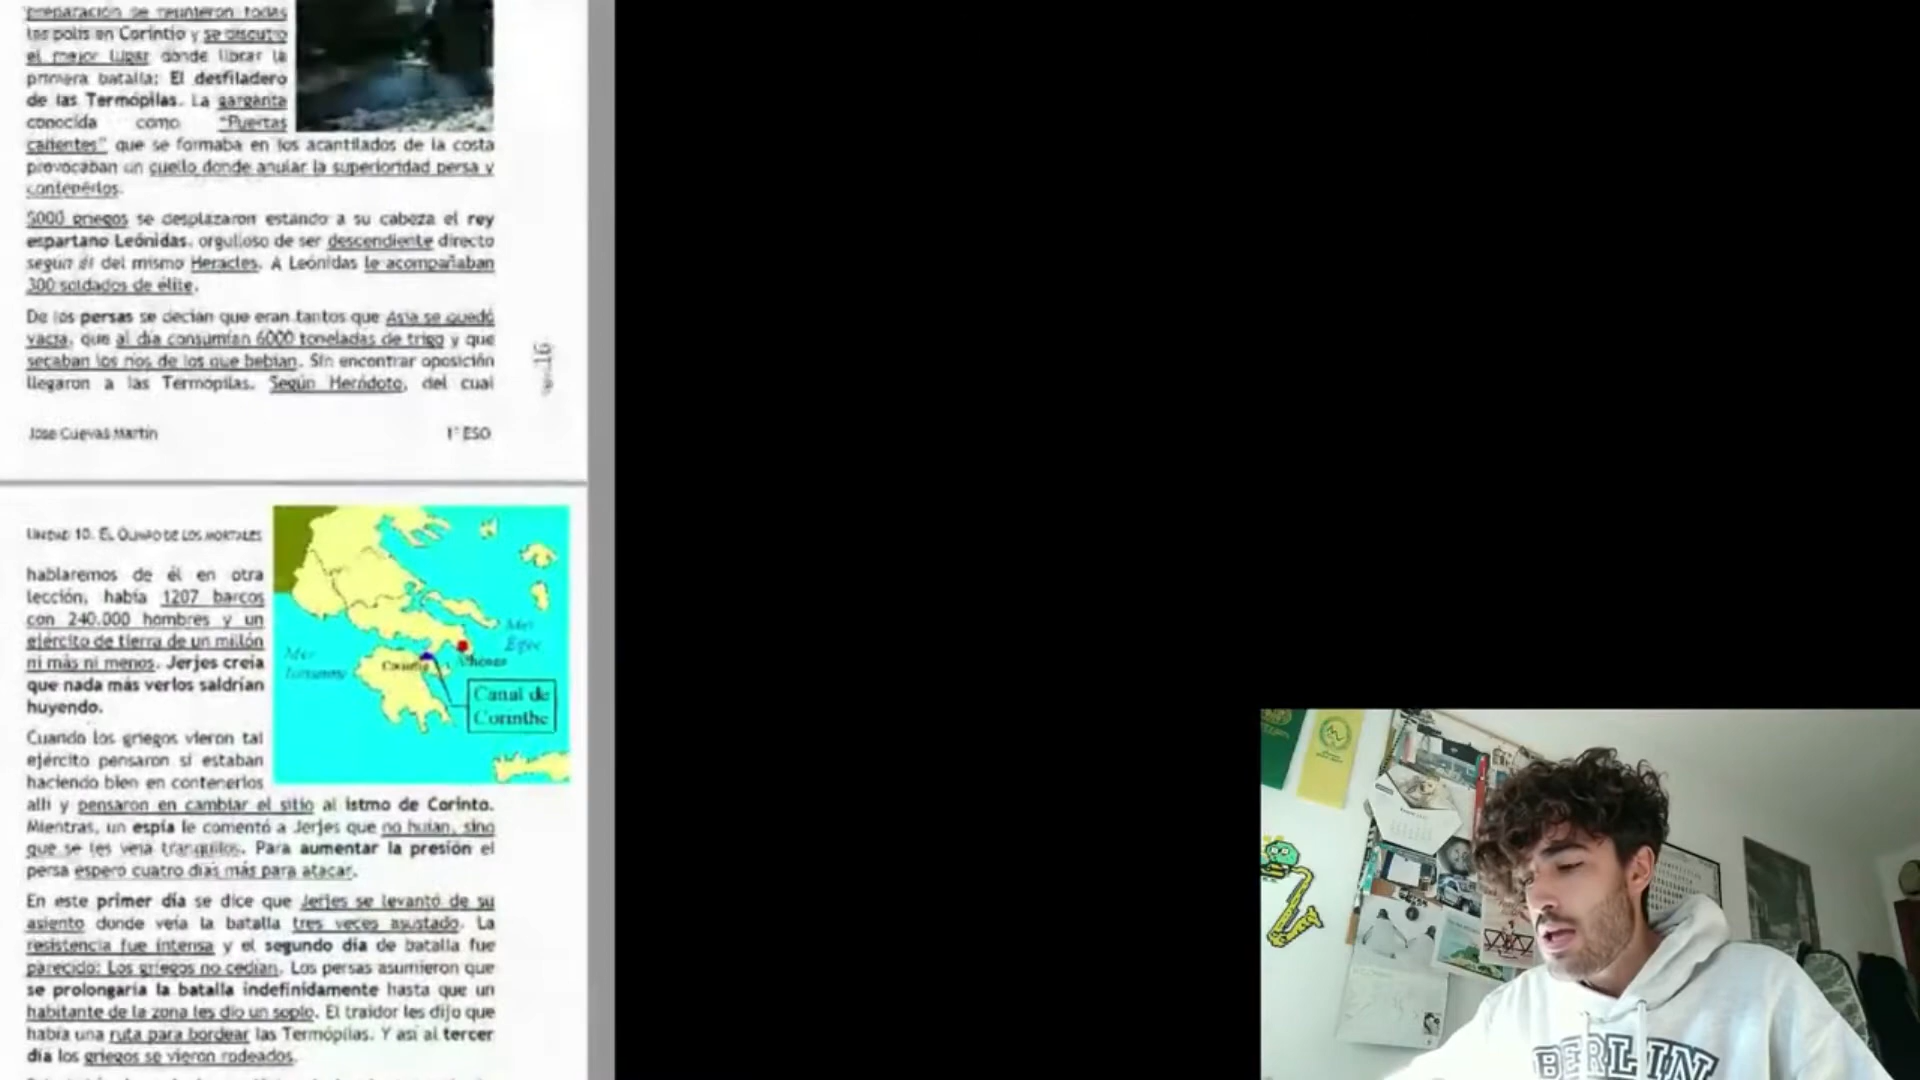 preparación se reunieron todas
las polis en Corintio y se discutió
el mejor lugar donde librar la
primera batalla: El desfiladero
de las Termópilas. La garganta
conocida como "Puertas
calientes" que se formaba en los acantilados de la costa
provocaban un cuello donde anular la superioridad persa y
contenerlos.
5000 griegos se desplazaron estando a su cabeza el rey
espartano Leónidas, orgulloso de ser descendiente directo
según él del mismo Heracles. A Leónidas le acompañaban
300 soldados de élite.
De los persas se decían que eran tantos que Asia se quedó
vacía, que al día consumían 6000 toneladas de trigo y que
secaban los ríos de los que bebían. Sin encontrar oposición
llegaron a las Termópilas. Según Heródoto, del cual
16
Jose Cuevas Martín
1º ESO
Unidad 10. El Olimpo de los mortales
hablaremos de él en otra
lección, había 1207 barcos
con 240.000 hombres y un
ejército de tierra de un millón
ni más ni menos. Jerjes creía
que nada más verlos saldrían
huyendo.
Mer
Egée
Mer
Ionienne
Corinthe
Athènes
Canal de
Corinthe
Cuando los griegos vieron tal
ejército pensaron si estaban
haciendo bien en contenerlos
allí y pensaron en cambiar el sitio al istmo de Corinto.
Mientras, un espía le comentó a Jerjes que no huían, sino
que se les veía tranquilos. Para aumentar la presión el
persa espero cuatro días más para atacar.
En este primer día se dice que Jerjes se levantó de su
asiento donde veía la batalla tres veces asustado. La
resistencia fue intensa y el segundo día de batalla fue
parecido: Los griegos no cedían. Los persas asumieron que
se prolongaría la batalla indefinidamente hasta que un
habitante de la zona les dio un soplo. El traidor les dijo que
había una ruta para bordear las Termópilas. Y así al tercer
día los griegos se vieron rodeados.
BERLIN